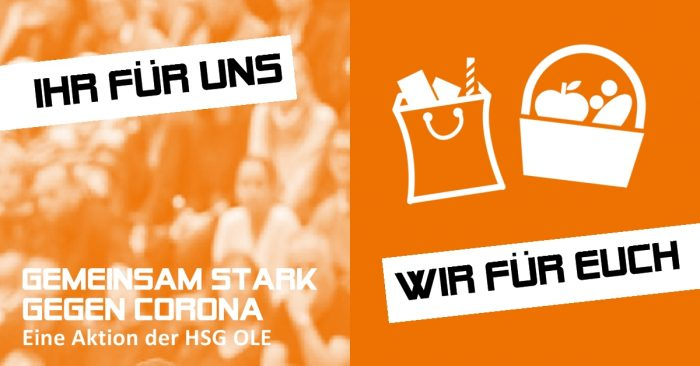 IHR FÜR UNS
GEMEINSAM STARK
GEGEN CORONA
Eine Aktion der HSG OLE
WIR FÜR EUCH